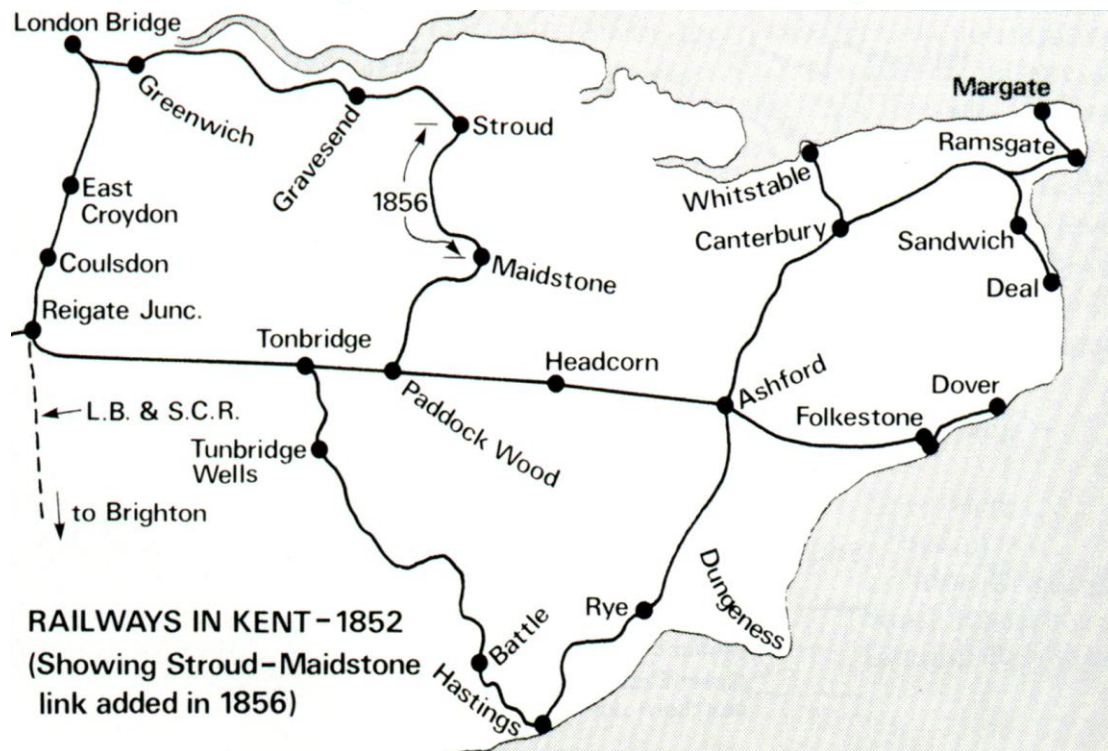 London Bridge
Greenwich
Gravesend
Stroud
1856
Maidstone
East
Croydon
Coulsdon
Reigate Junc.
Tonbridge
Paddock Wood
Headcorn
Ashford
Margate
Ramsgate
Whitstable
Canterbury
Sandwich
Deal
Dover
Folkestone
L.B. & S.C.R.
to Brighton
Tunbridge
Wells
Battle
Hastings
Rye
Dungeness
RAILWAYS IN KENT – 1852
(Showing Stroud – Maidstone
link added in 1856)